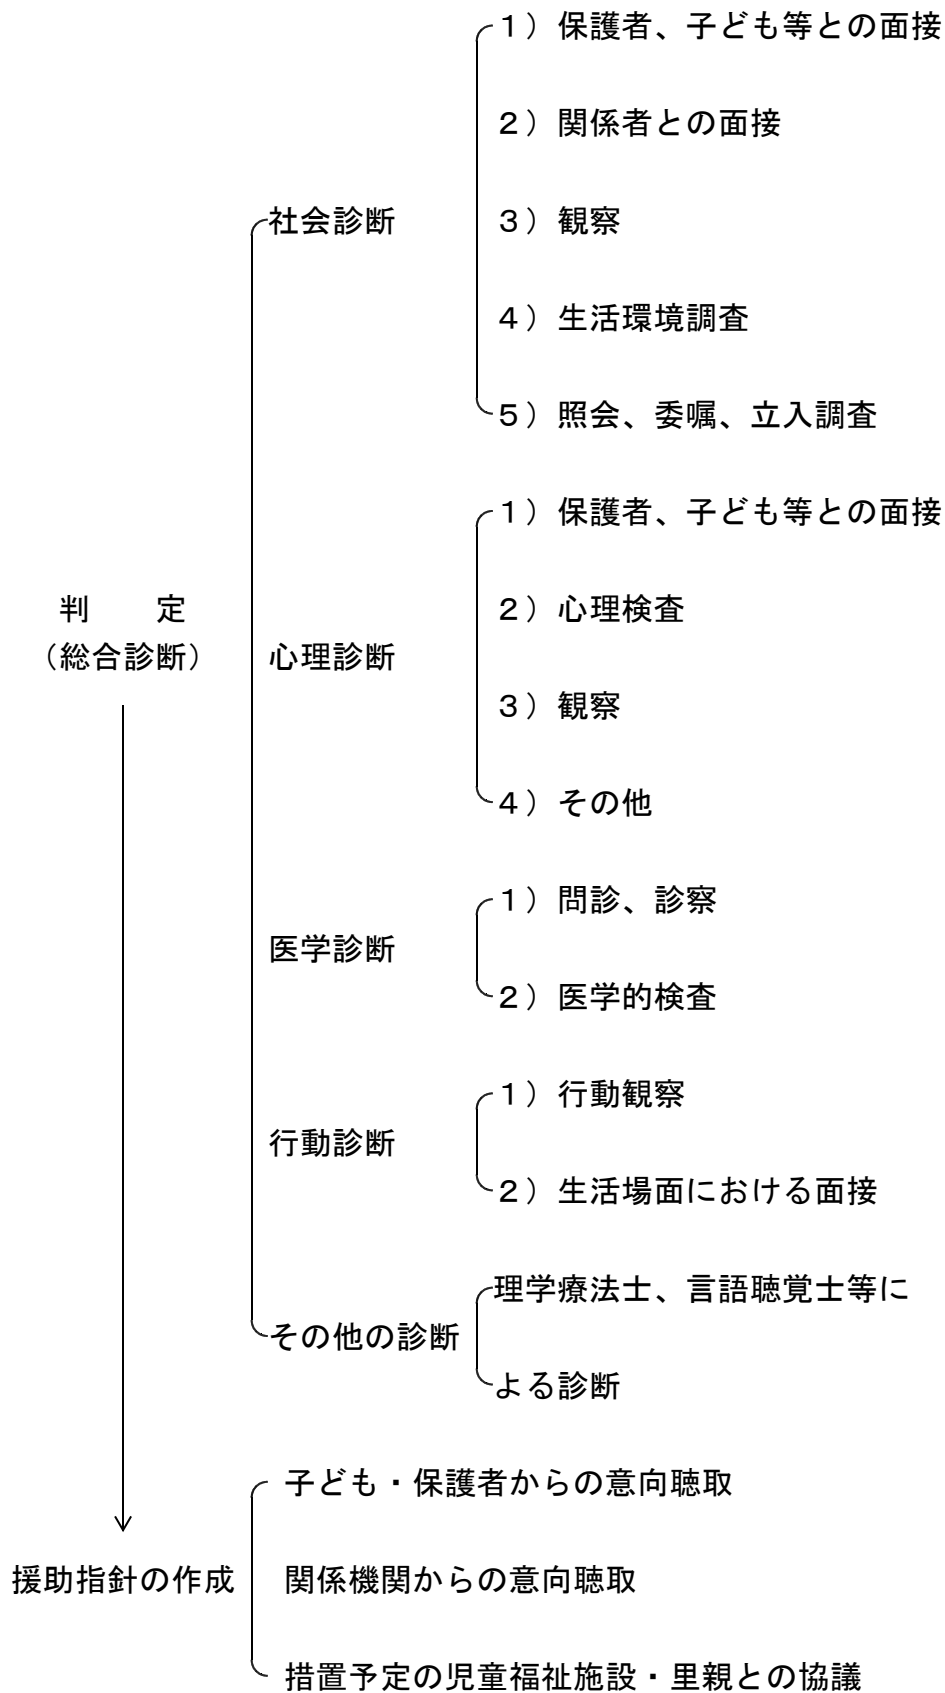 １）保護者、子ども等との面接
２）関係者との面接
社会診断
３）観察
４）生活環境調査
５）照会、委嘱、立入調査
１）保護者、子ども等との面接
判　　定
２）心理検査
（総合診断）
心理診断
３）観察
４）その他
１）問診、診察
医学診断
２）医学的検査
１）行動観察
行動診断
２）生活場面における面接
理学療法士、言語聴覚士等に
その他の診断
よる診断
子ども・保護者からの意向聴取
援助指針の作成
関係機関からの意向聴取
措置予定の児童福祉施設・里親との協議